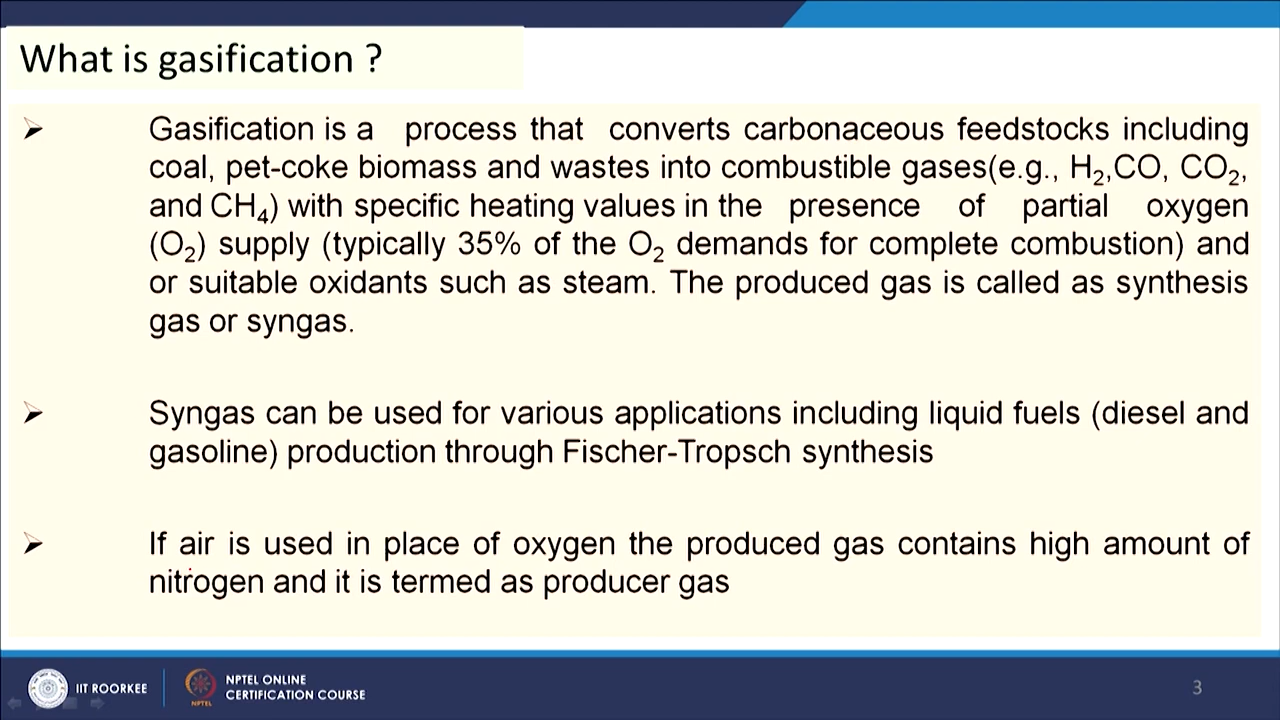 What is gasification ?
➢ Gasification is a process that converts carbonaceous feedstocks including
coal, pet-coke biomass and wastes into combustible gases(e.g., H₂,CO, CO₂,
and CH₄) with specific heating values in the presence of partial oxygen
(O₂) supply (typically 35% of the O₂ demands for complete combustion) and
or suitable oxidants such as steam. The produced gas is called as synthesis
gas or syngas.
➢ Syngas can be used for various applications including liquid fuels (diesel and
gasoline) production through Fischer-Tropsch synthesis
➢ If air is used in place of oxygen the produced gas contains high amount of
nitrogen and it is termed as producer gas
IIT ROORKEE
NPTEL
NPTEL ONLINE
CERTIFICATION COURSE
3